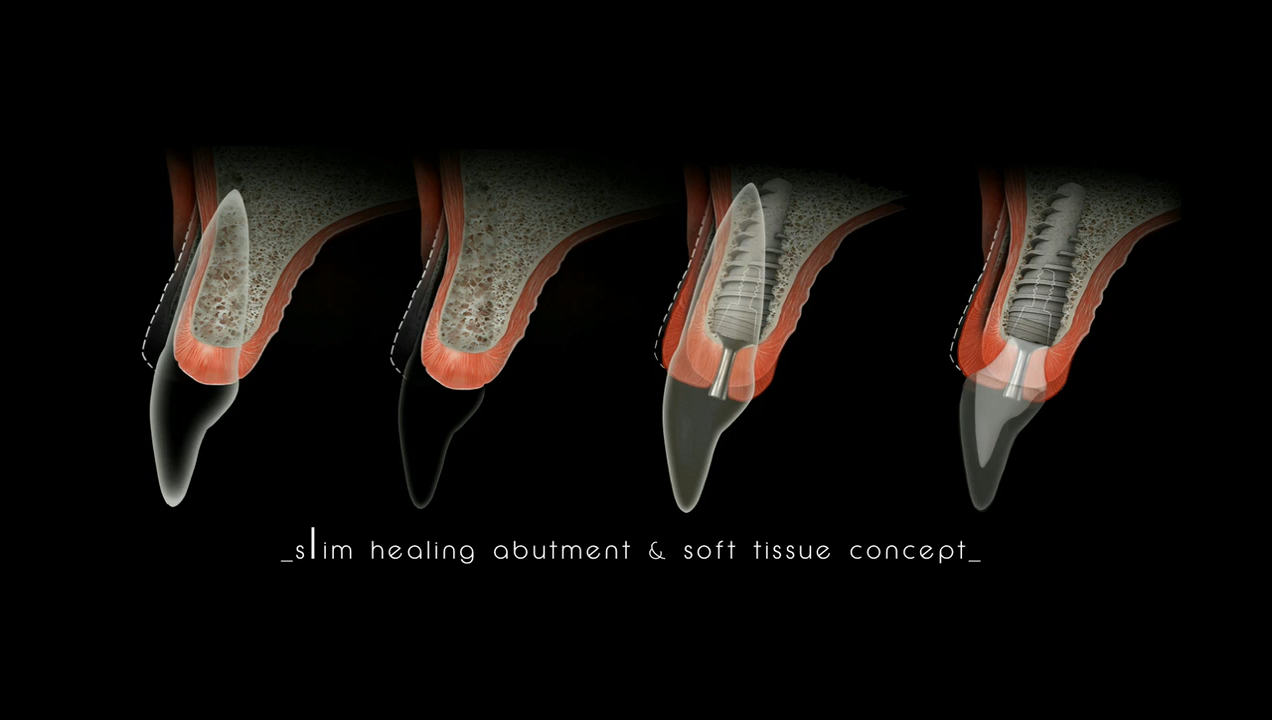 _slim healing abutment & soft tissue concept_